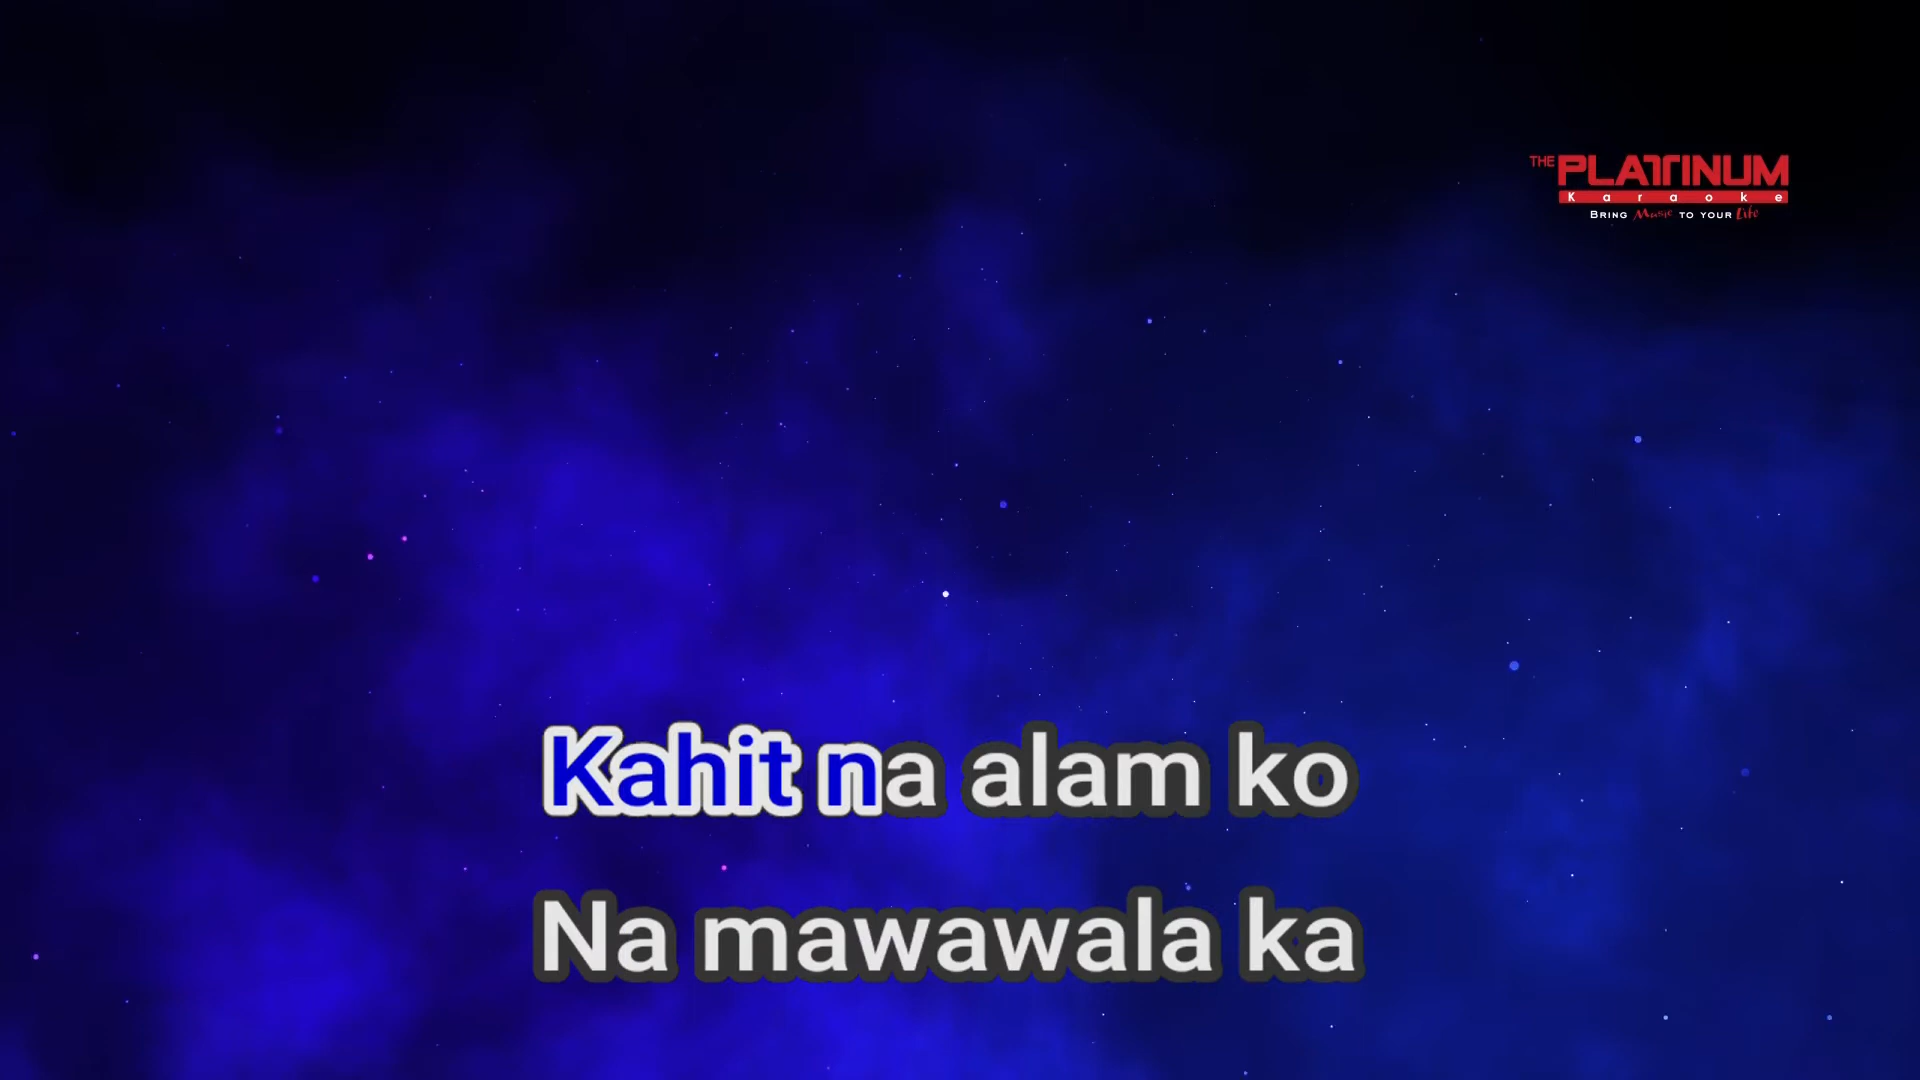 THE PLATINUM
Karaoke
BRING Music TO YOUR Life
Kahit na alam ko
Na mawawala ka